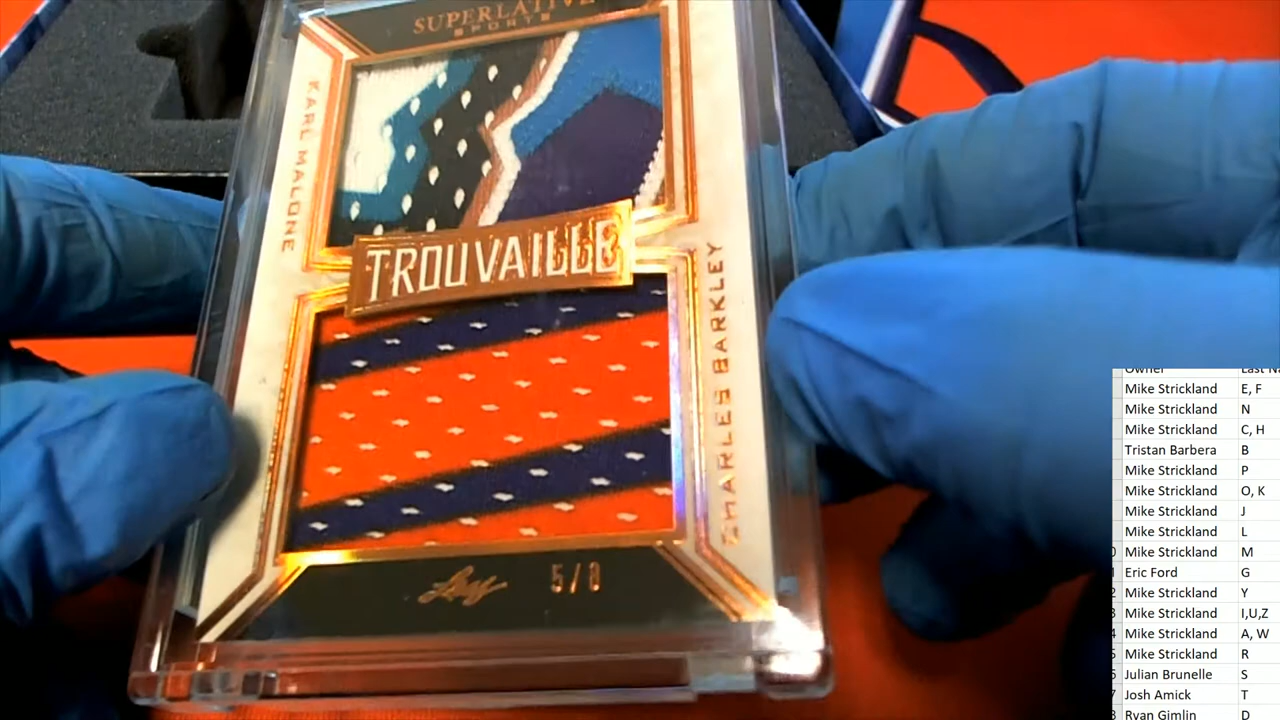 SUPERLATIVE
SPORTS
KARL MALONE
TROUVAILLE
CHARLES BARKLEY
Leaf
5/8
Owner
Mike Strickland E, F
Mike Strickland N
Mike Strickland C, H
Tristan Barbera B
Mike Strickland P
Mike Strickland O, K
Mike Strickland J
Mike Strickland L
Mike Strickland M
Eric Ford G
Mike Strickland Y
Mike Strickland I,U,Z
Mike Strickland A, W
Mike Strickland R
Julian Brunelle S
Josh Amick T
Ryan Gimlin D